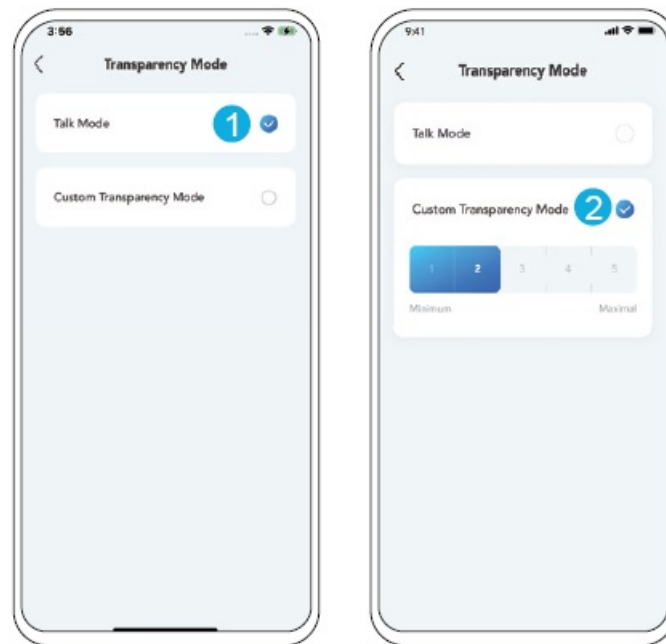 3:56
Transparency Mode
Talk Mode
1
Custom Transparency Mode
9:41
Transparency Mode
Talk Mode
Custom Transparency Mode
2
1 2 3 4 5
Minimum Maximal